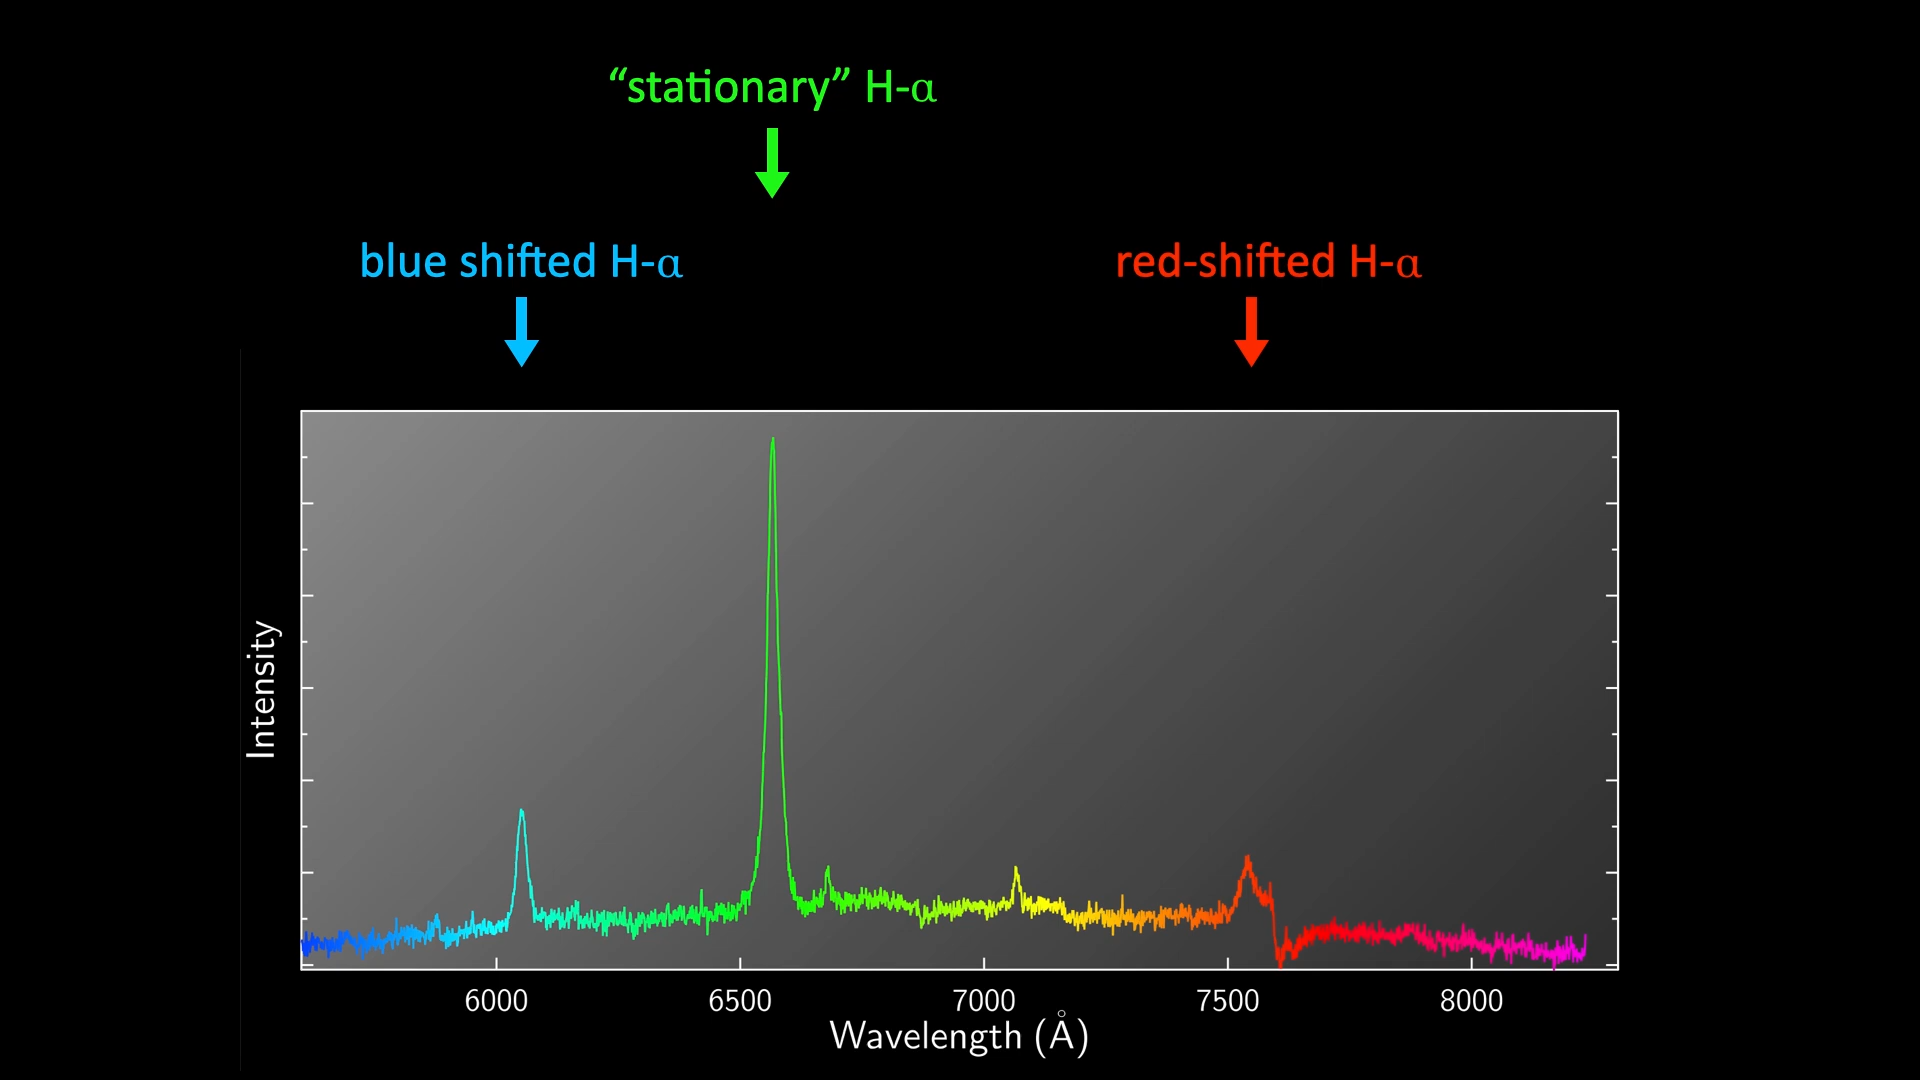 “stationary” H-α
blue shifted H-α
red-shifted H-α
Intensity
6000 6500 7000 7500 8000
Wavelength (Å)